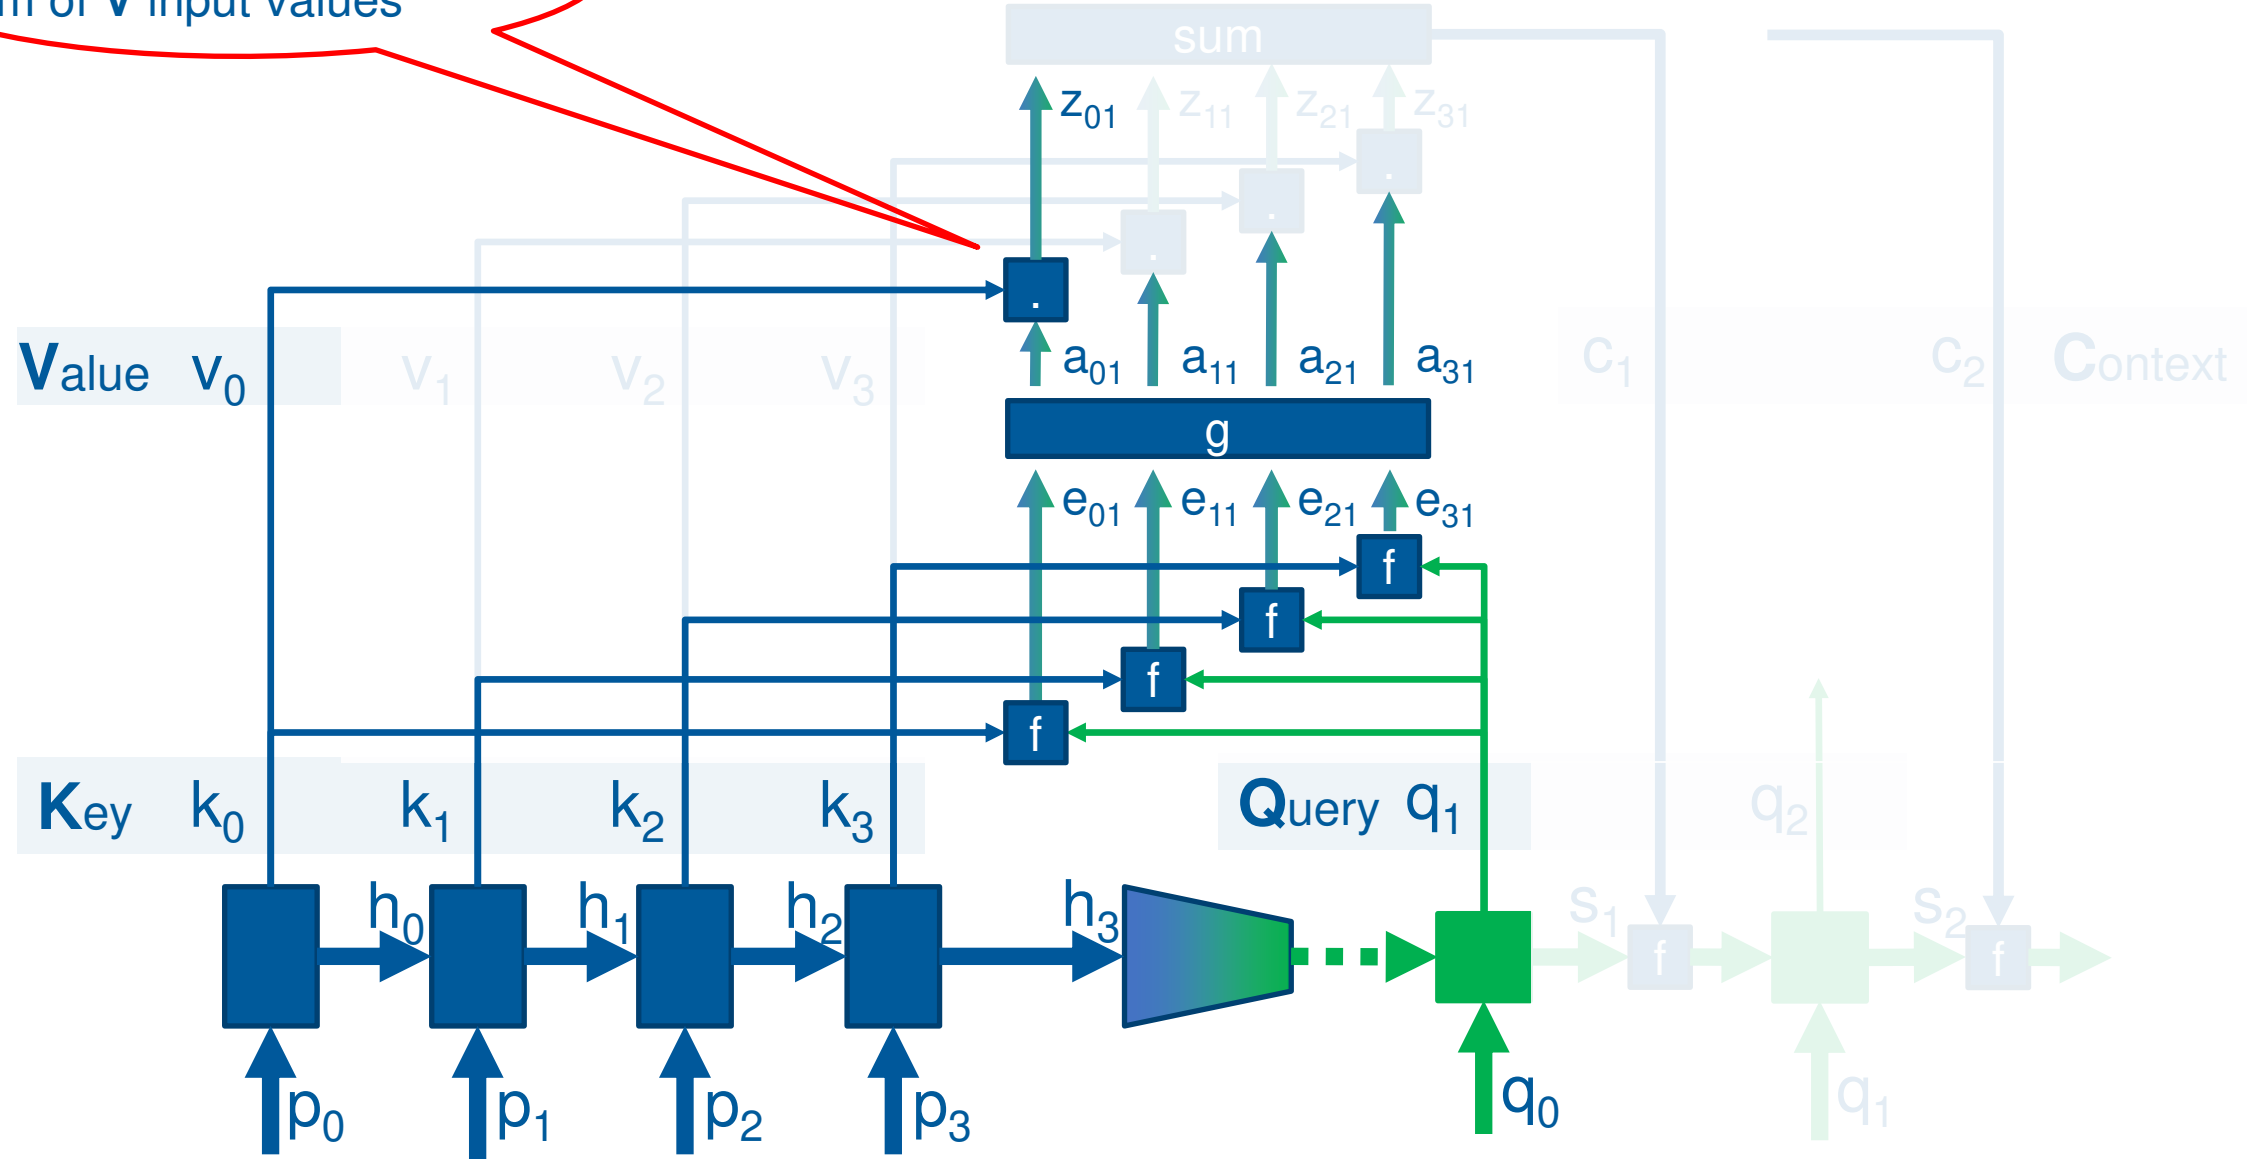 of V input values
sum
z01 z11 z21 z31
. . . .
Value v0 v1 v2 v3
a01 a11 a21 a31
c1 c2 Context
g
e01 e11 e21 e31
f
f
f
f
Key k0 k1 k2 k3
Query q1 q2
h0 h1 h2 h3 s1 s2
f f
p0 p1 p2 p3 q0 q1